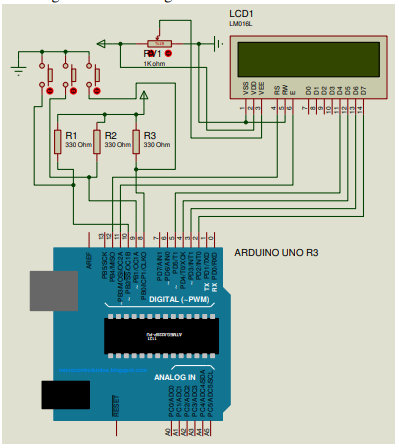 LCD1
LM016L
RV1
1K ohm
VSS
VDD
VEE
RS
RW
E
D0
D1
D2
D3
D4
D5
D6
D7
1
2
3
4
5
6
7
8
9
10
11
12
13
14
R1
330 Ohm
R2
330 Ohm
R3
330 Ohm
13
12
11
10
9
8
7
6
5
4
3
2
1
0
ARDUINO UNO R3
AREF
PB5/SCK
PB4/MISO
PB3/MOSI/OC2A
PB2/SS/OC1B
PB1/OC1A
PB0/ICP1/CLKO
PD7/AIN1
PD6/AIN0
PD5/T1
PD4/T0/XCK
PD3/INT1
PD2/INT0
TX PD1/TXD
RX PD0/RXD
DIGITAL (~PWM)
1121
ATMEGA328P-PU
ANALOG IN
RESET
PC0/ADC0
PC1/ADC1
PC2/ADC2
PC3/ADC3
PC4/ADC4/SDA
PC5/ADC5/SCL
A0
A1
A2
A3
A4
A5